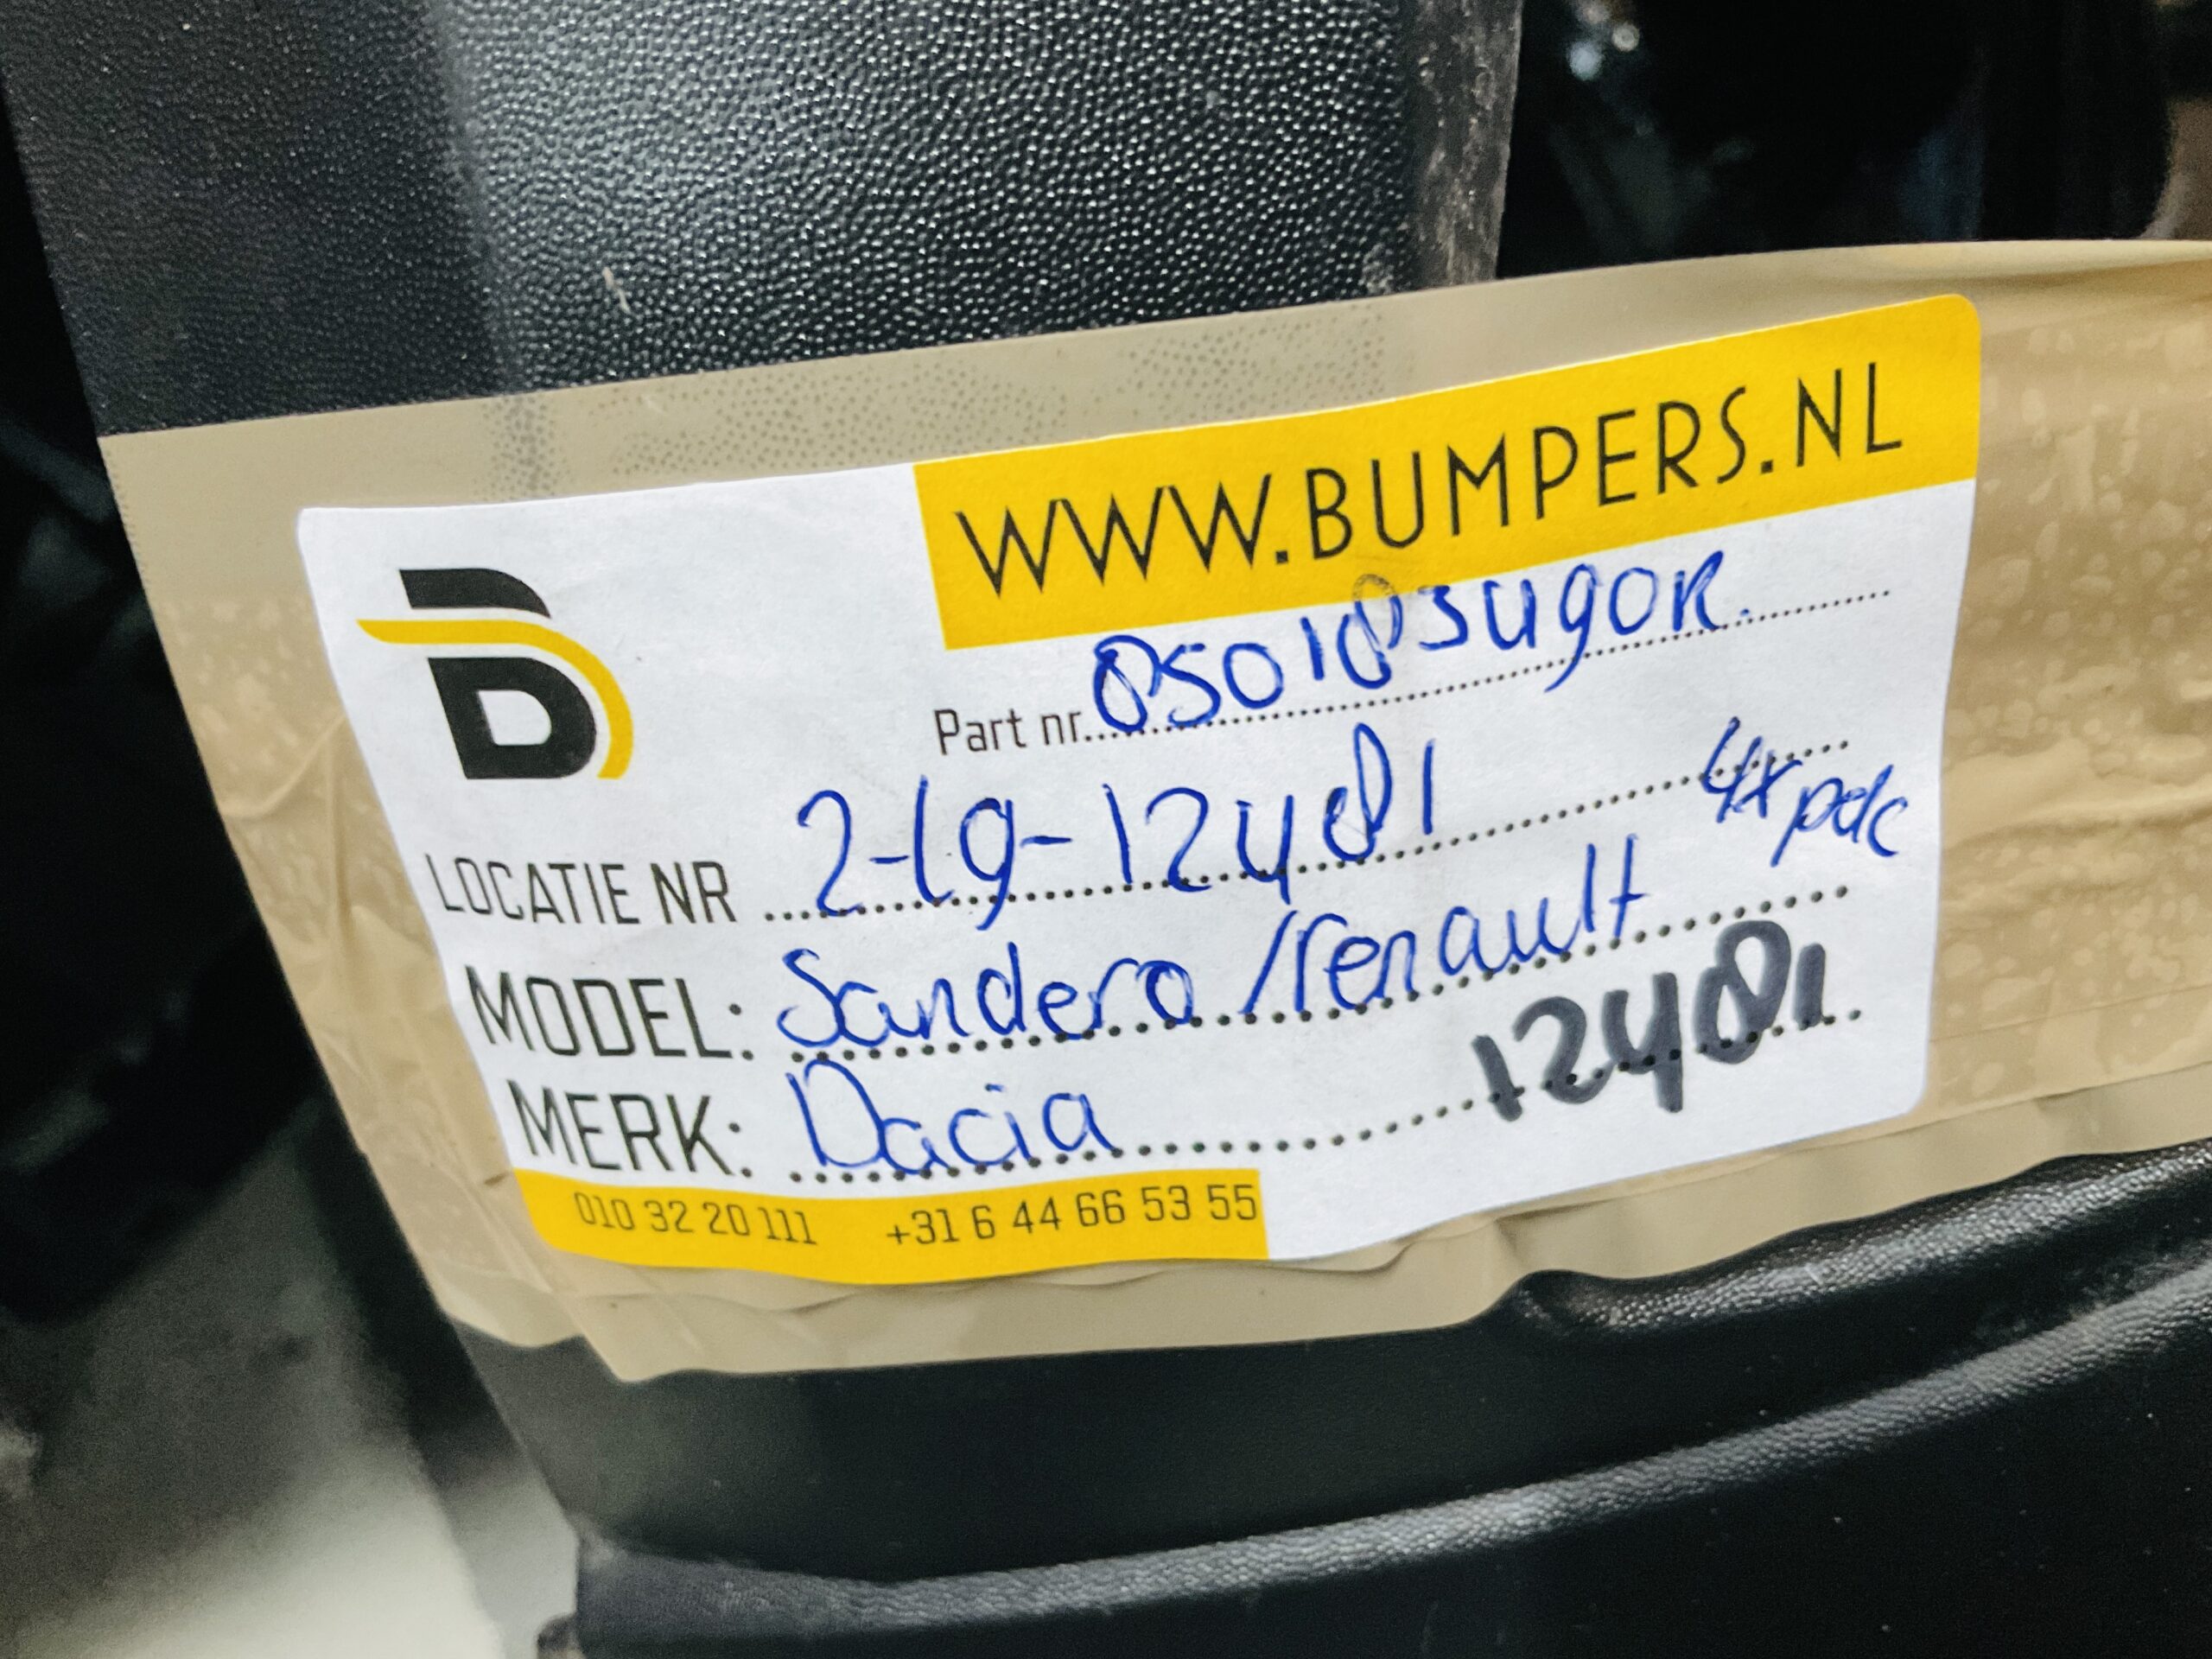 WWW.BUMPERS.NL
Part nr. 850183490R.
LOCATIE NR 2-19-12481
4x pdc
MODEL: Sandero/renault
MERK: Dacia 12481
010 32 20 111 +31 6 44 66 53 55